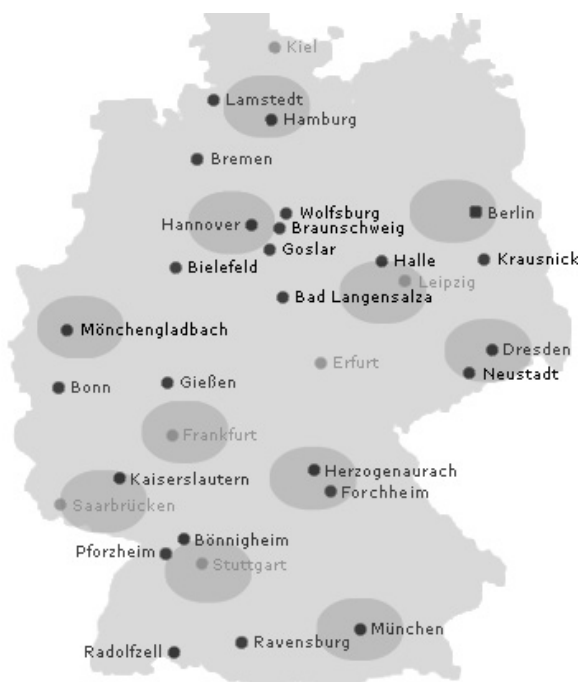 Kiel
Lamstedt
Hamburg
Bremen
Wolfsburg
Berlin
Hannover
Braunschweig
Goslar
Halle
Krausnick
Bielefeld
Leipzig
Bad Langensalza
Mönchengladbach
Dresden
Erfurt
Neustadt
Bonn
Gießen
Frankfurt
Herzogenaurach
Kaiserslautern
Forchheim
Saarbrücken
Bönnigheim
Pforzheim
Stuttgart
München
Ravensburg
Radolfzell